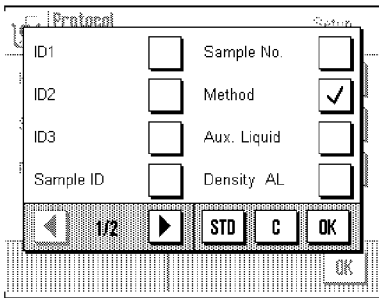 Protocol Setup
ID1 Sample No.
ID2 Method
ID3 Aux. Liquid
Sample ID Density AL
1/2 STD C OK
OK